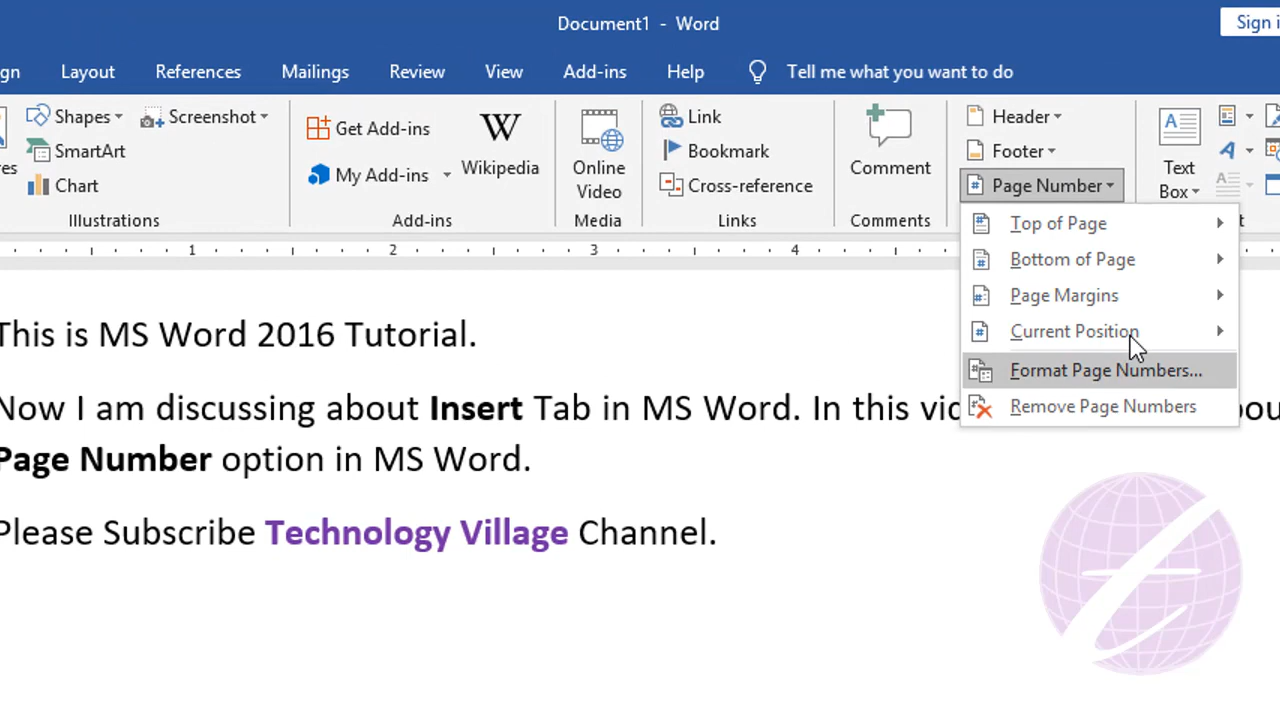 Document1 - Word
Sign i
gn Layout References Mailings Review View Add-ins Help Tell me what you want to do
Shapes Screenshot
SmartArt
Chart
Illustrations
Get Add-ins
My Add-ins
Wikipedia
Add-ins
Online
Video
Media
Link
Bookmark
Cross-reference
Links
Comment
Comments
Header
Footer
Page Number
Text
Box
Top of Page
Bottom of Page
Page Margins
Current Position
Format Page Numbers...
Remove Page Numbers
1 2 3 4
This is MS Word 2016 Tutorial.
Now I am discussing about Insert Tab in MS Word. In this vid
Page Number option in MS Word.
Please Subscribe Technology Village Channel.